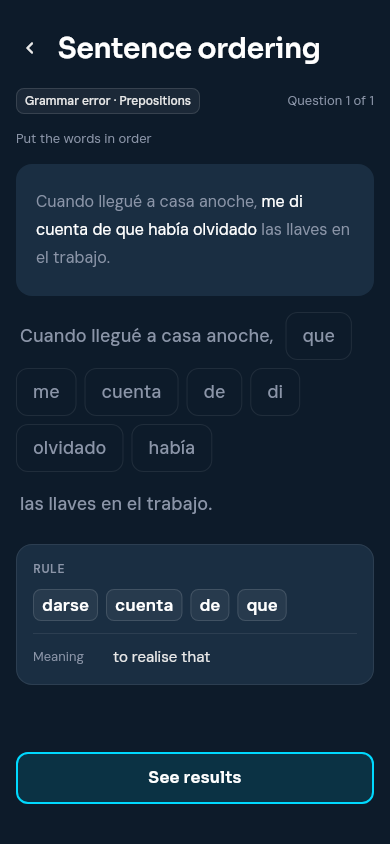 Sentence ordering
Grammar error · Prepositions
Question 1 of 1
Put the words in order
Cuando llegué a casa anoche, me di
cuenta de que había olvidado las llaves en
el trabajo.
Cuando llegué a casa anoche, que
me cuenta de di
olvidado había
las llaves en el trabajo.
RULE
darse cuenta de que
Meaning to realise that
See results